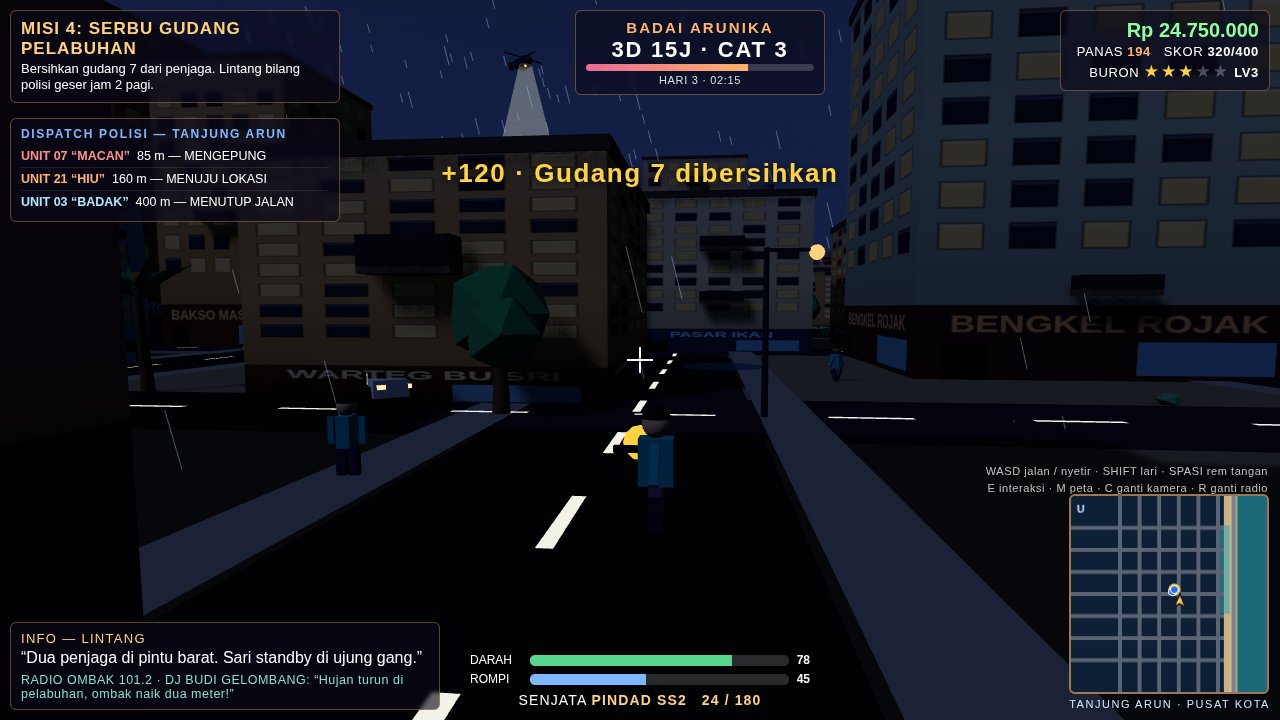 MISI 4: SERBU GUDANG
PELABUHAN
Bersihkan gudang 7 dari penjaga. Lintang bilang
polisi geser jam 2 pagi.
BADAI ARUNIKA
3D 15J · CAT 3
HARI 3 · 02:15
Rp 24.750.000
PANAS 194 SKOR 320/400
BURON ★★★★★ LV3
DISPATCH POLISI — TANJUNG ARUN
UNIT 07 “MACAN” 85 m — MENGEPUNG
UNIT 21 “HIU” 160 m — MENUJU LOKASI
UNIT 03 “BADAK” 400 m — MENUTUP JALAN
+120 · Gudang 7 dibersihkan
BAKSO MAS
WARTEG BU SRI
PASAR IKAN
BENGKEL ROJAK
BENGKEL ROJAK
WASD jalan / nyetir · SHIFT lari · SPASI rem tangan
E interaksi · M peta · C ganti kamera · R ganti radio
U
TANJUNG ARUN · PUSAT KOTA
INFO — LINTANG
“Dua penjaga di pintu barat. Sari standby di ujung gang.”
RADIO OMBAK 101.2 · DJ BUDI GELOMBANG: “Hujan turun di
pelabuhan, ombak naik dua meter!”
DARAH 78
ROMPI 45
SENJATA PINDAD SS2 24 / 180